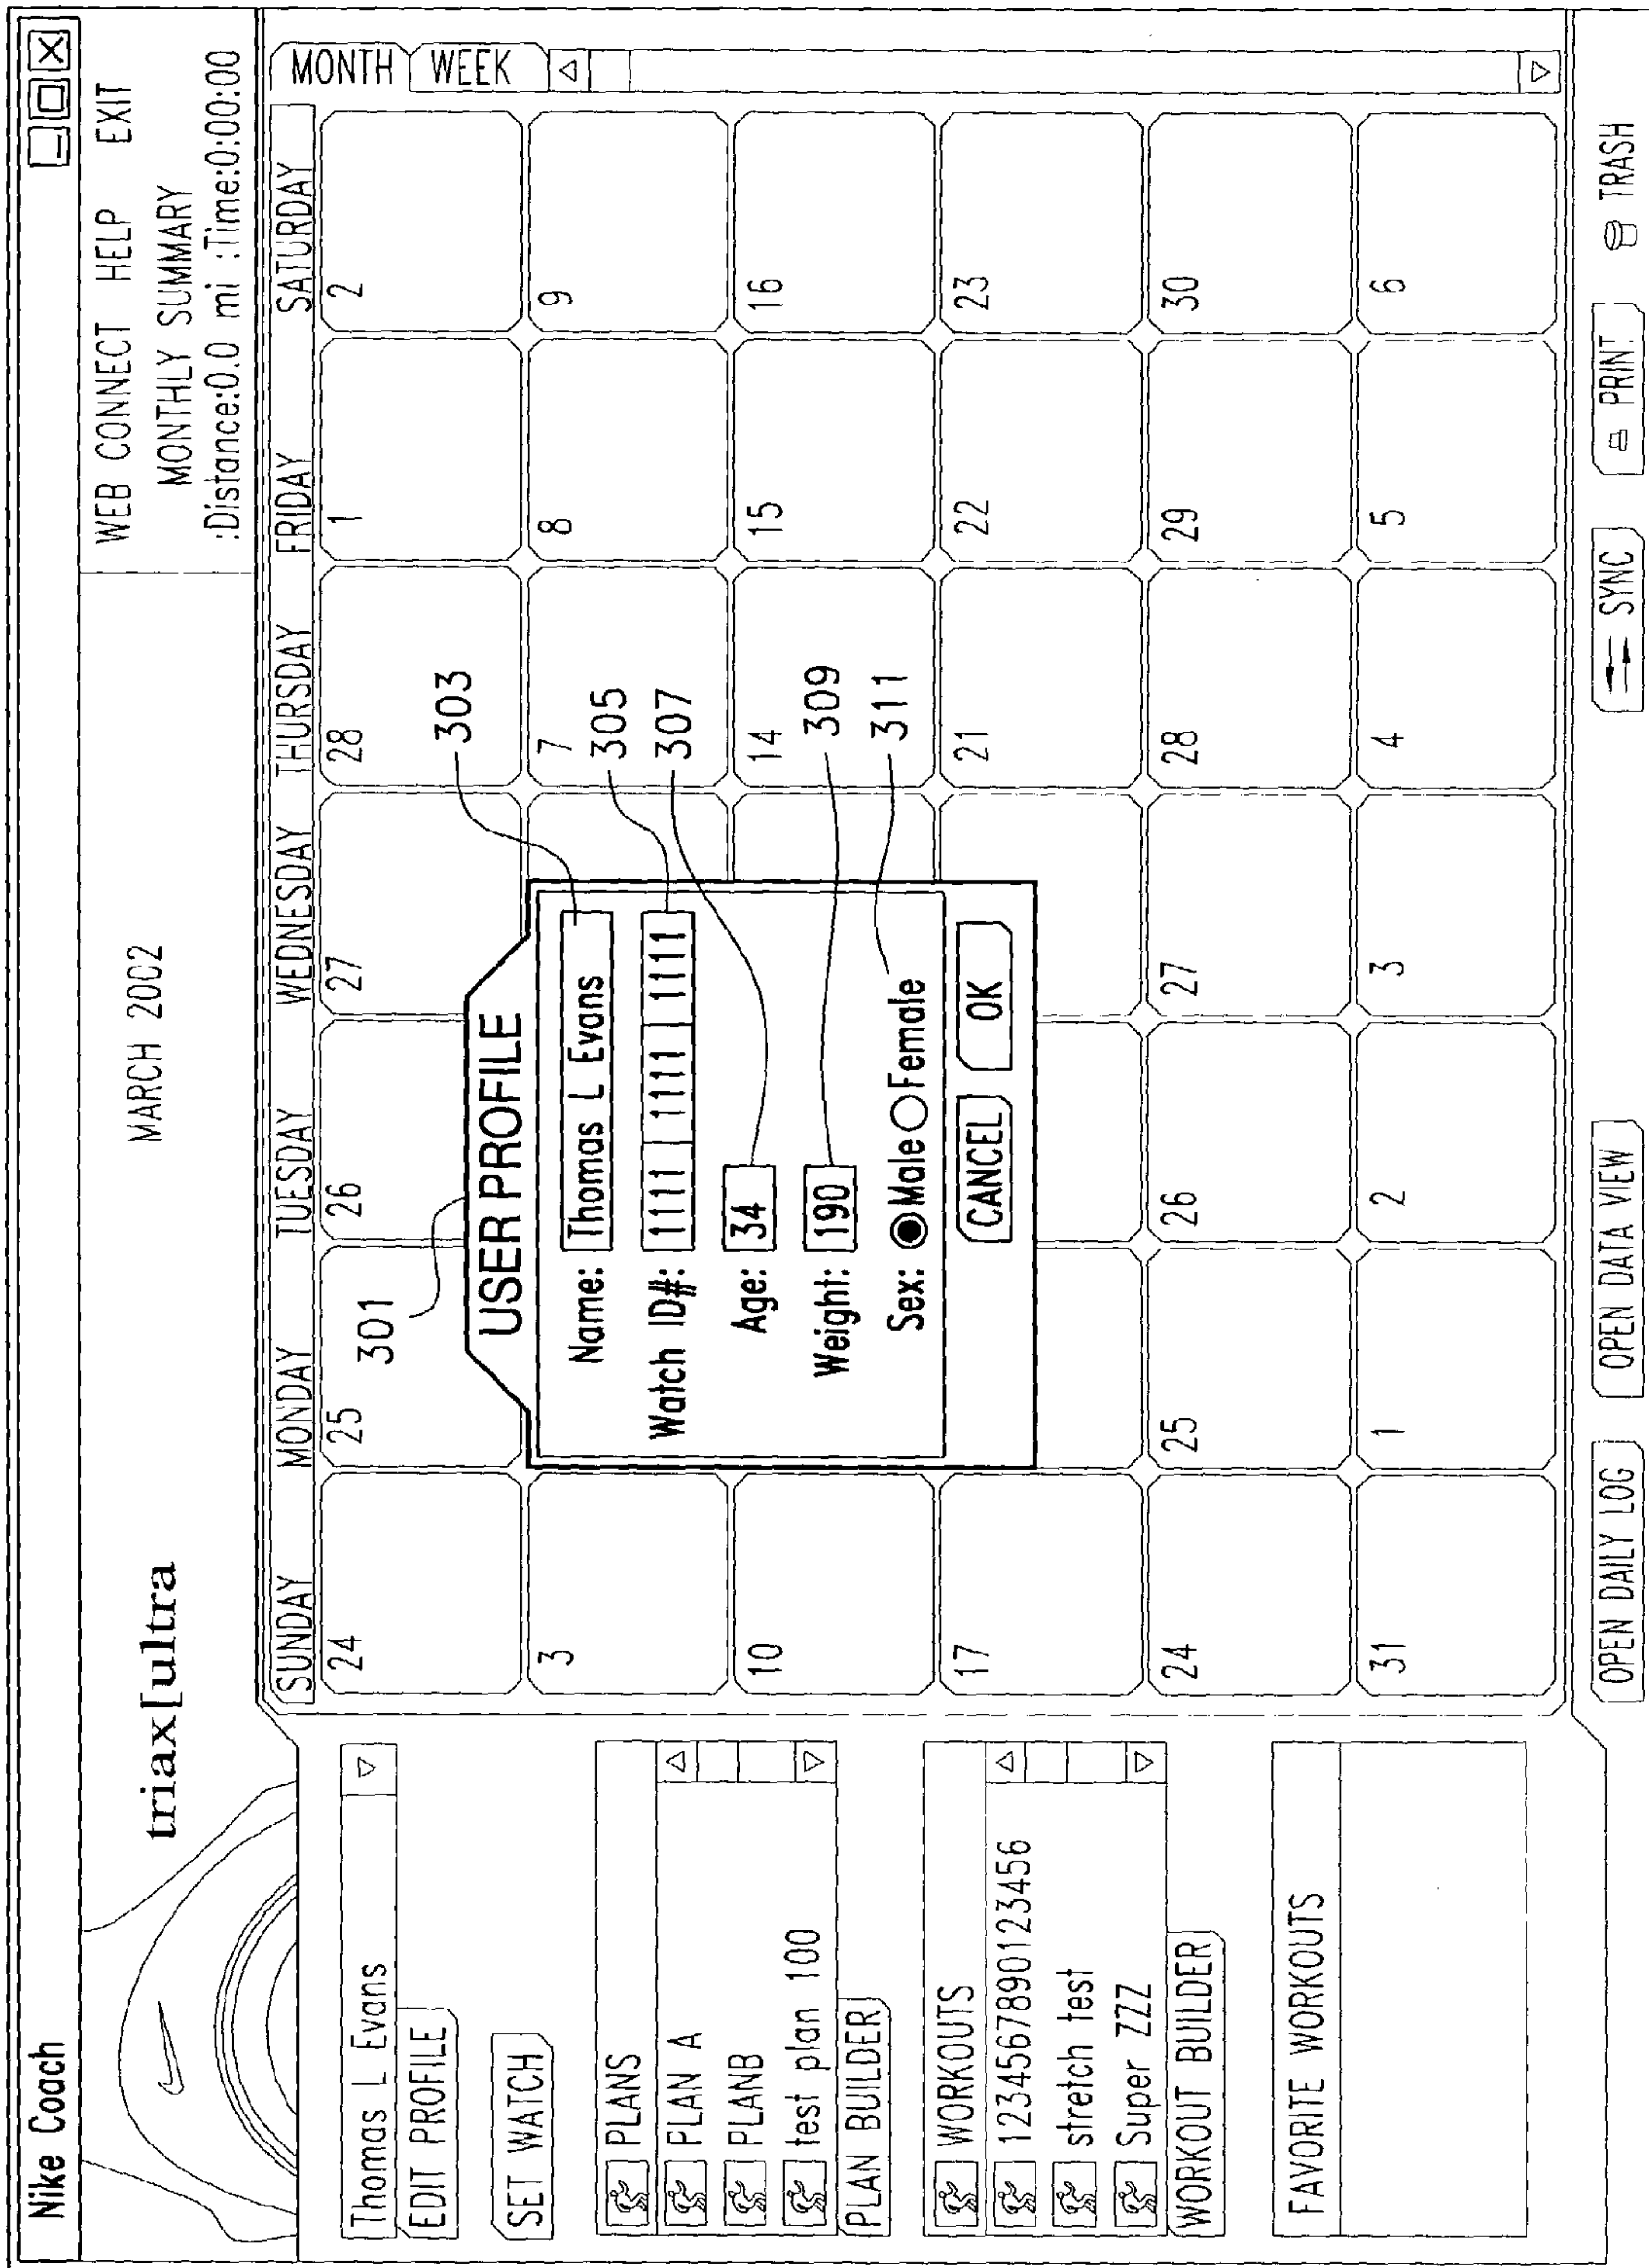 Nike Coach
WEB CONNECT HELP EXIT
triax[ultra
MARCH 2002
MONTHLY SUMMARY
:Distance:0.0 mi :Time:0:00:00
Thomas L Evans
EDIT PROFILE
SET WATCH
PLANS
PLAN A
PLANB
test plan 100
PLAN BUILDER
WORKOUTS
1234567890123456
stretch test
Super ZZZ
WORKOUT BUILDER
FAVORITE WORKOUTS
SUNDAY MONDAY TUESDAY WEDNESDAY THURSDAY FRIDAY SATURDAY
MONTH
WEEK
24 25 26 27 28 1 2
301
303
3 7 8 9
10 14 15 16
17 21 22 23
24 25 26 27 28 29 30
31 1 2 3 4 5 6
USER PROFILE
Name: Thomas L Evans
305
Watch ID#: 1111 1111 1111
307
Age: 34
309
Weight: 190
311
Sex: Male Female
CANCEL OK
OPEN DAILY LOG OPEN DATA VIEW SYNC PRINT TRASH